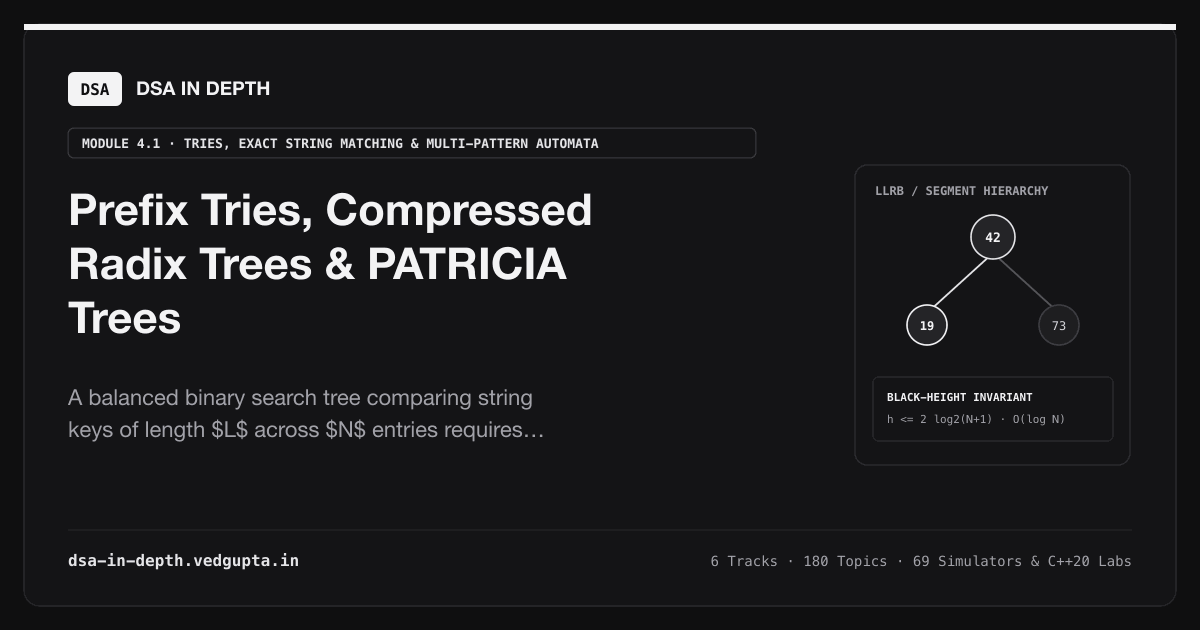 DSA
DSA IN DEPTH
MODULE 4.1 · TRIES, EXACT STRING MATCHING & MULTI–PATTERN AUTOMATA
Prefix Tries, Compressed
Radix Trees & PATRICIA
Trees
A balanced binary search tree comparing string
keys of length $L$ across $N$ entries requires...
LLRB / SEGMENT HIERARCHY
42
19
73
BLACK–HEIGHT INVARIANT
h <= 2 log2(N+1) · O(log N)
dsa–in–depth.vedgupta.in
6 Tracks · 180 Topics · 69 Simulators & C++20 Labs